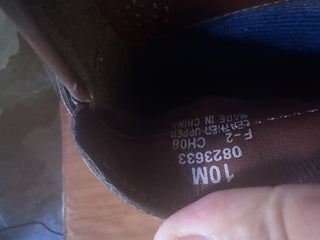 10M
0823633
CH08
F-2
LEATHER UPPER
MADE IN CHINA